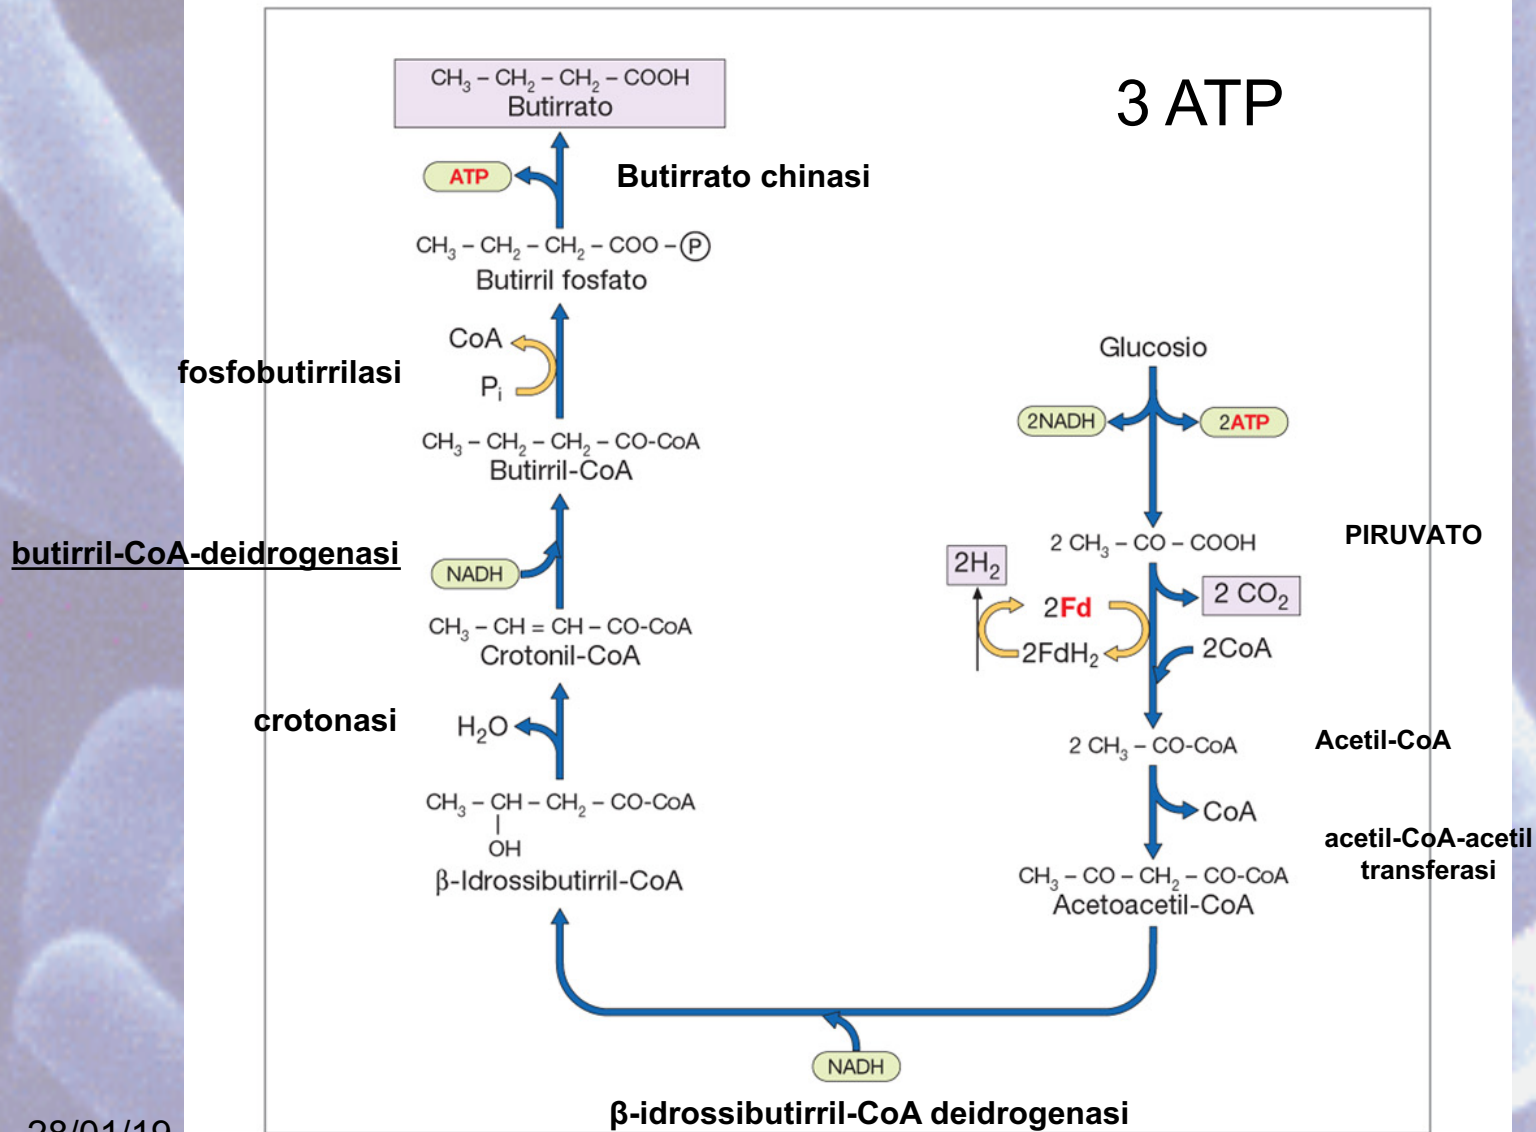 CH₃ – CH₂ – CH₂ – COOH
Butirrato
3 ATP
ATP
Butirrato chinasi
CH₃ – CH₂ – CH₂ – COO – P
Butirril fosfato
CoA
fosfobutirrilasi
Pᵢ
CH₃ – CH₂ – CH₂ – CO-CoA
Butirril-CoA
butirril-CoA-deidrogenasi
NADH
CH₃ – CH = CH – CO-CoA
Crotonil-CoA
crotonasi
H₂O
CH₃ – CH – CH₂ – CO-CoA
OH
β-Idrossibutirril-CoA
Glucosio
2NADH
2ATP
2 CH₃ – CO – COOH
PIRUVATO
2H₂
2 CO₂
2Fd
2FdH₂
2CoA
2 CH₃ – CO-CoA
Acetil-CoA
CoA
acetil-CoA-acetil
transferasi
CH₃ – CO – CH₂ – CO-CoA
Acetoacetil-CoA
NADH
β-idrossibutirril-CoA deidrogenasi
28/01/19